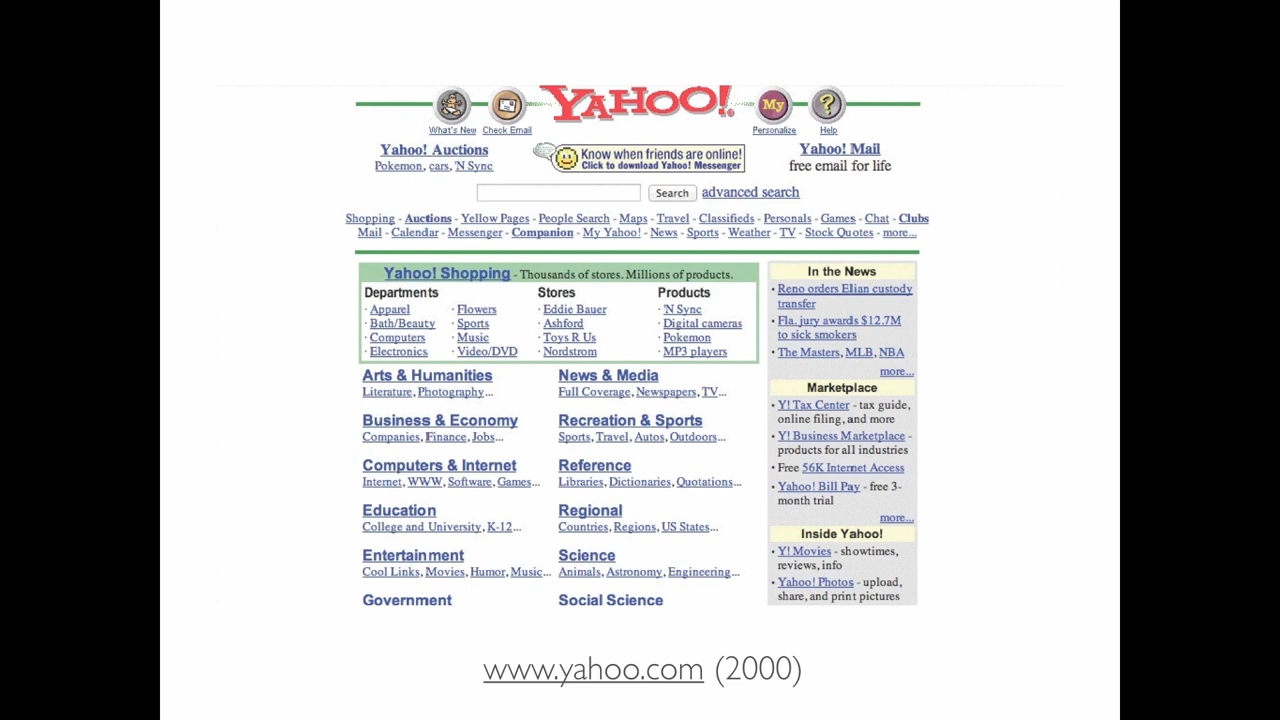 YAHOO!
My
?
What's New Check Email
Personalize Help
Yahoo! Auctions
Pokemon, cars, 'N Sync
Know when friends are online!
Click to download Yahoo! Messenger
Yahoo! Mail
free email for life
Search advanced search
Shopping - Auctions - Yellow Pages - People Search - Maps - Travel - Classifieds - Personals - Games - Chat - Clubs
Mail - Calendar - Messenger - Companion - My Yahoo! - News - Sports - Weather - TV - Stock Quotes - more...
Yahoo! Shopping - Thousands of stores. Millions of products.
Departments Stores Products
· Apparel · Flowers · Eddie Bauer · 'N Sync
· Bath/Beauty · Sports · Ashford · Digital cameras
· Computers · Music · Toys R Us · Pokemon
· Electronics · Video/DVD · Nordstrom · MP3 players
Arts & Humanities
Literature, Photography...
News & Media
Full Coverage, Newspapers, TV...
Business & Economy
Companies, Finance, Jobs...
Recreation & Sports
Sports, Travel, Autos, Outdoors...
Computers & Internet
Internet, WWW, Software, Games...
Reference
Libraries, Dictionaries, Quotations...
Education
College and University, K-12...
Regional
Countries, Regions, US States...
Entertainment
Cool Links, Movies, Humor, Music...
Science
Animals, Astronomy, Engineering...
Government
Social Science
In the News
• Reno orders Elian custody
transfer
• Fla. jury awards $12.7M
to sick smokers
• The Masters, MLB, NBA
more...
Marketplace
• Y! Tax Center - tax guide,
online filing, and more
• Y! Business Marketplace -
products for all industries
• Free 56K Internet Access
• Yahoo! Bill Pay - free 3-
month trial
more...
Inside Yahoo!
• Y! Movies - showtimes,
reviews, info
• Yahoo! Photos - upload,
share, and print pictures
www.yahoo.com (2000)